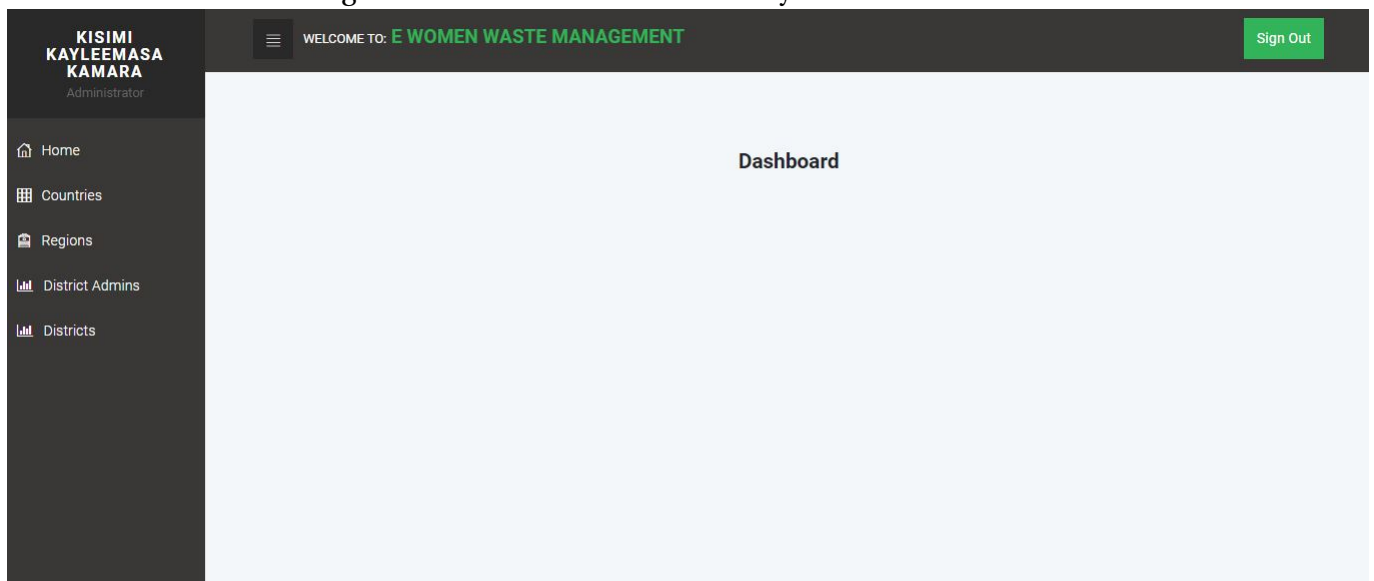 KISIMI
KAYLEEMASA
KAMARA
Administrator
WELCOME TO: E WOMEN WASTE MANAGEMENT
Sign Out
Home
Countries
Regions
District Admins
Districts
Dashboard